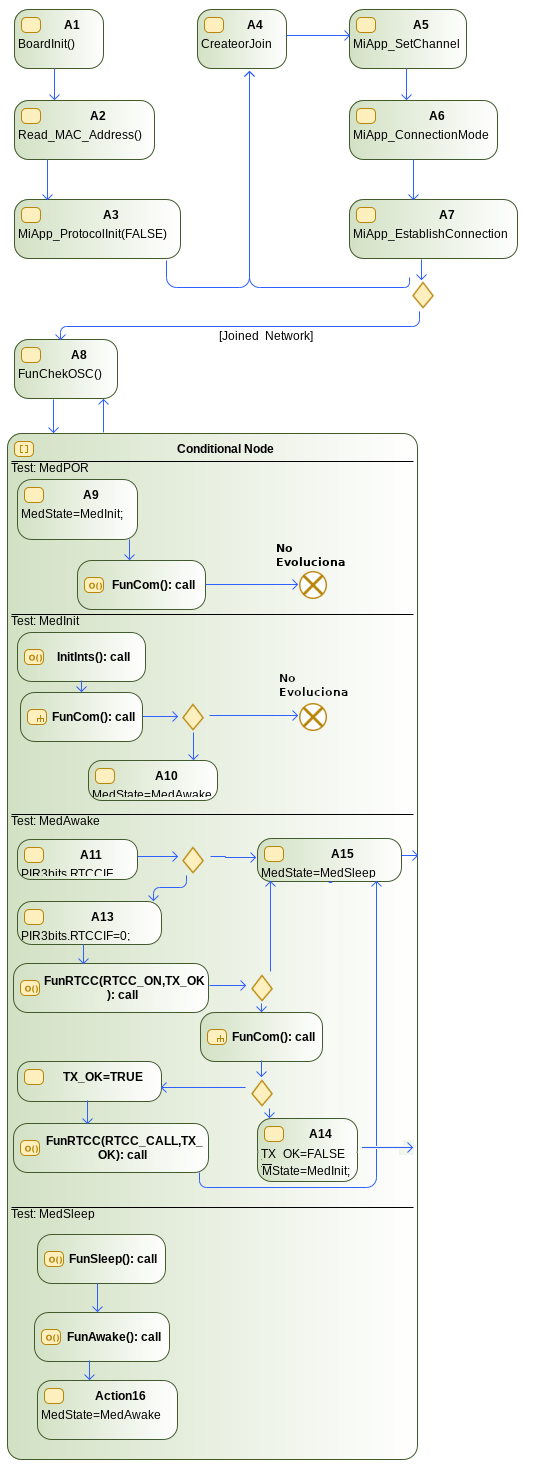 A1
BoardInit()
A2
Read_MAC_Address()
A3
MiApp_ProtocolInit(FALSE)
A4
CreateorJoin
A5
MiApp_SetChannel
A6
MiApp_ConnectionMode
A7
MiApp_EstablishConnection
[Joined Network]
A8
FunChekOSC()
Conditional Node
Test: MedPOR
A9
MedState=MedInit;
FunCom(): call
No
Evoluciona
Test: MedInit
InitInts(): call
FunCom(): call
No
Evoluciona
A10
MedState=MedAwake
Test: MedAwake
A11
PIR3bits.RTCCIF
A15
MedState=MedSleep
A13
PIR3bits.RTCCIF=0;
FunRTCC(RTCC_ON,TX_OK
): call
FunCom(): call
TX_OK=TRUE
FunRTCC(RTCC_CALL,TX_
OK): call
A14
TX_OK=FALSE
MState=MedInit;
Test: MedSleep
FunSleep(): call
FunAwake(): call
Action16
MedState=MedAwake